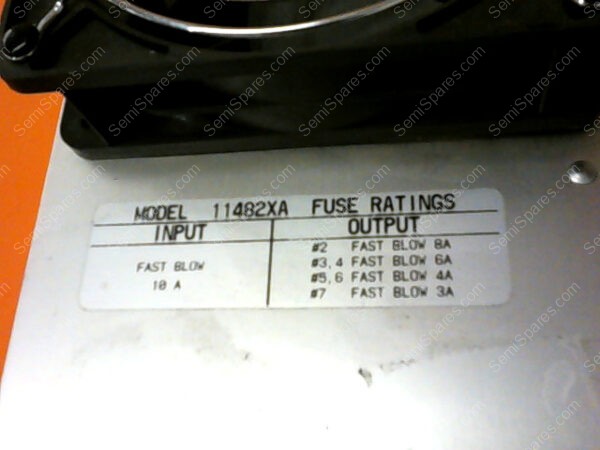 MODEL 11482XA FUSE RATINGS
INPUT OUTPUT
FAST BLOW
10 A
#2 FAST BLOW 8A
#3,4 FAST BLOW 6A
#5,6 FAST BLOW 4A
#7 FAST BLOW 3A
SemiSpares.com